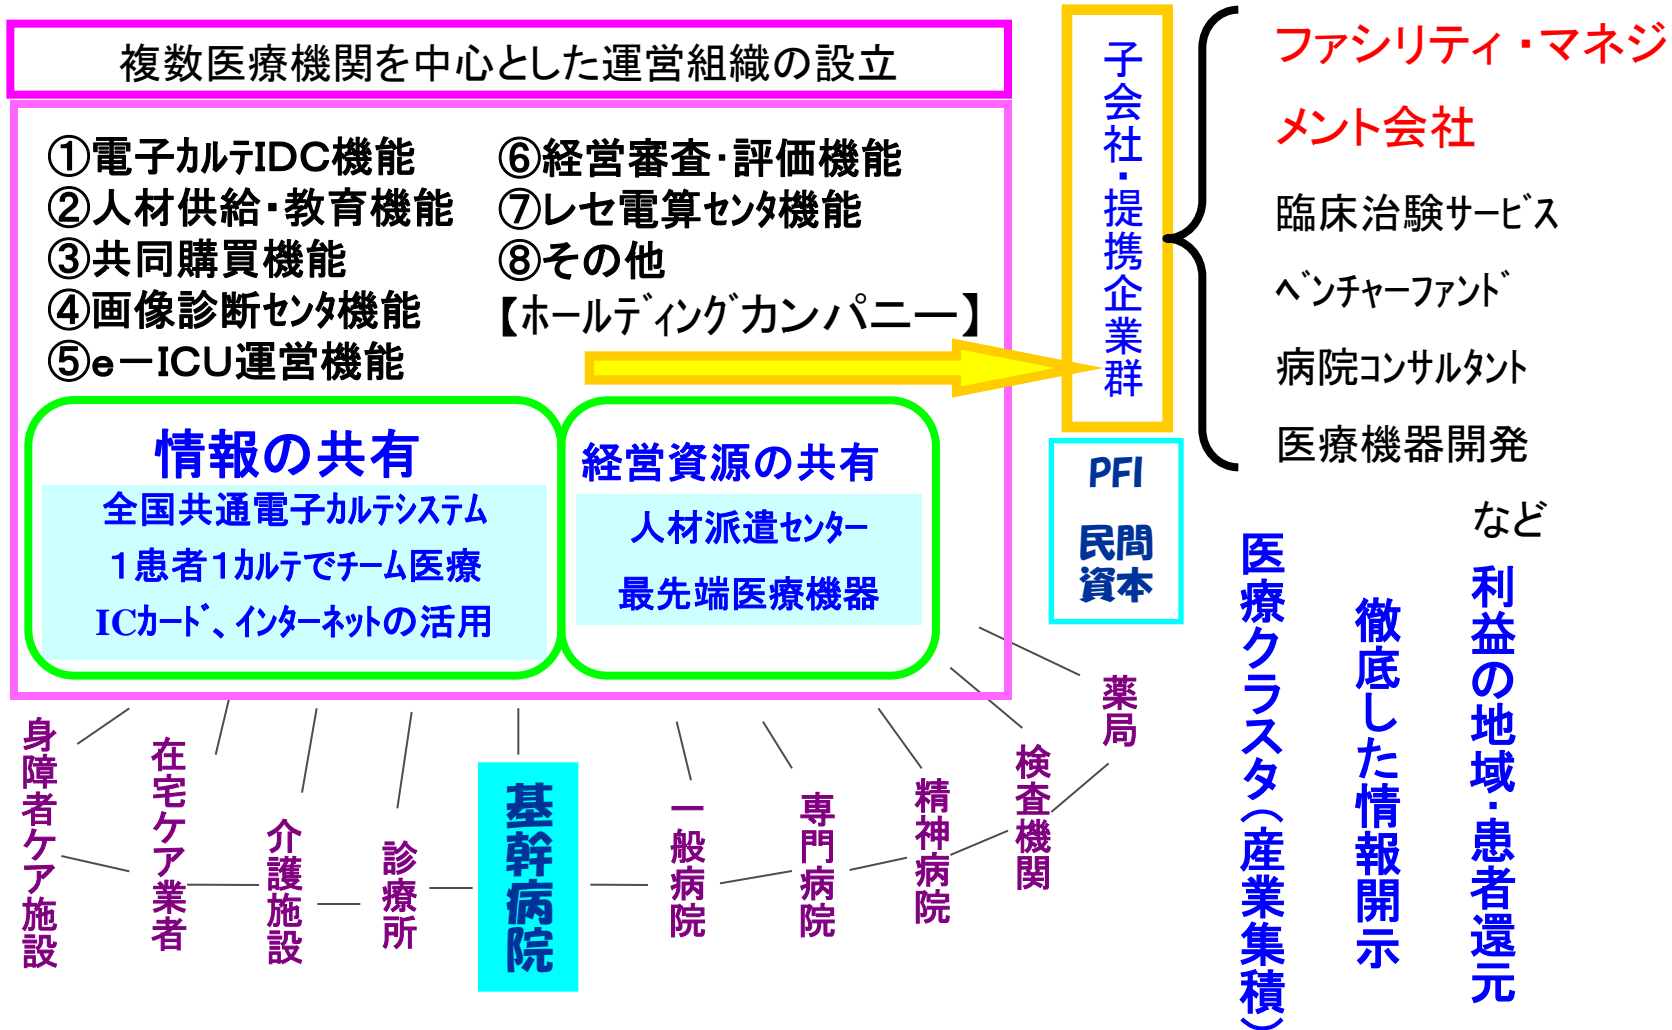 複数医療機関を中心とした運営組織の設立
①電子ｶﾙﾃIDC機能
②人材供給・教育機能
③共同購買機能
④画像診断ｾﾝﾀ機能
⑤e－ICU運営機能
⑥経営審査・評価機能
⑦レセ電算ｾﾝﾀ機能
⑧その他
【ﾎｰﾙﾃﾞｨﾝｸﾞカンパニー】
情報の共有
全国共通電子ｶﾙﾃｼｽﾃﾑ
１患者１ｶﾙﾃでﾁｰﾑ医療
ICｶｰﾄﾞ、ｲﾝﾀｰﾈｯﾄの活用
経営資源の共有
人材派遣ｾﾝﾀｰ
最先端医療機器
子会社・提携企業群
PFI
民間
資本
ファシリティ・マネジ
メント会社
臨床治験ｻｰﾋﾞｽ
ﾍﾞﾝﾁｬｰﾌｧﾝﾄﾞ
病院ｺﾝｻﾙﾀﾝﾄ
医療機器開発
など
医療クラスタ（産業集積）
徹底した情報開示
利益の地域・患者還元
身障者ケア施設
在宅ケア業者
介護施設
診療所
基幹病院
一般病院
専門病院
精神病院
検査機関
薬局